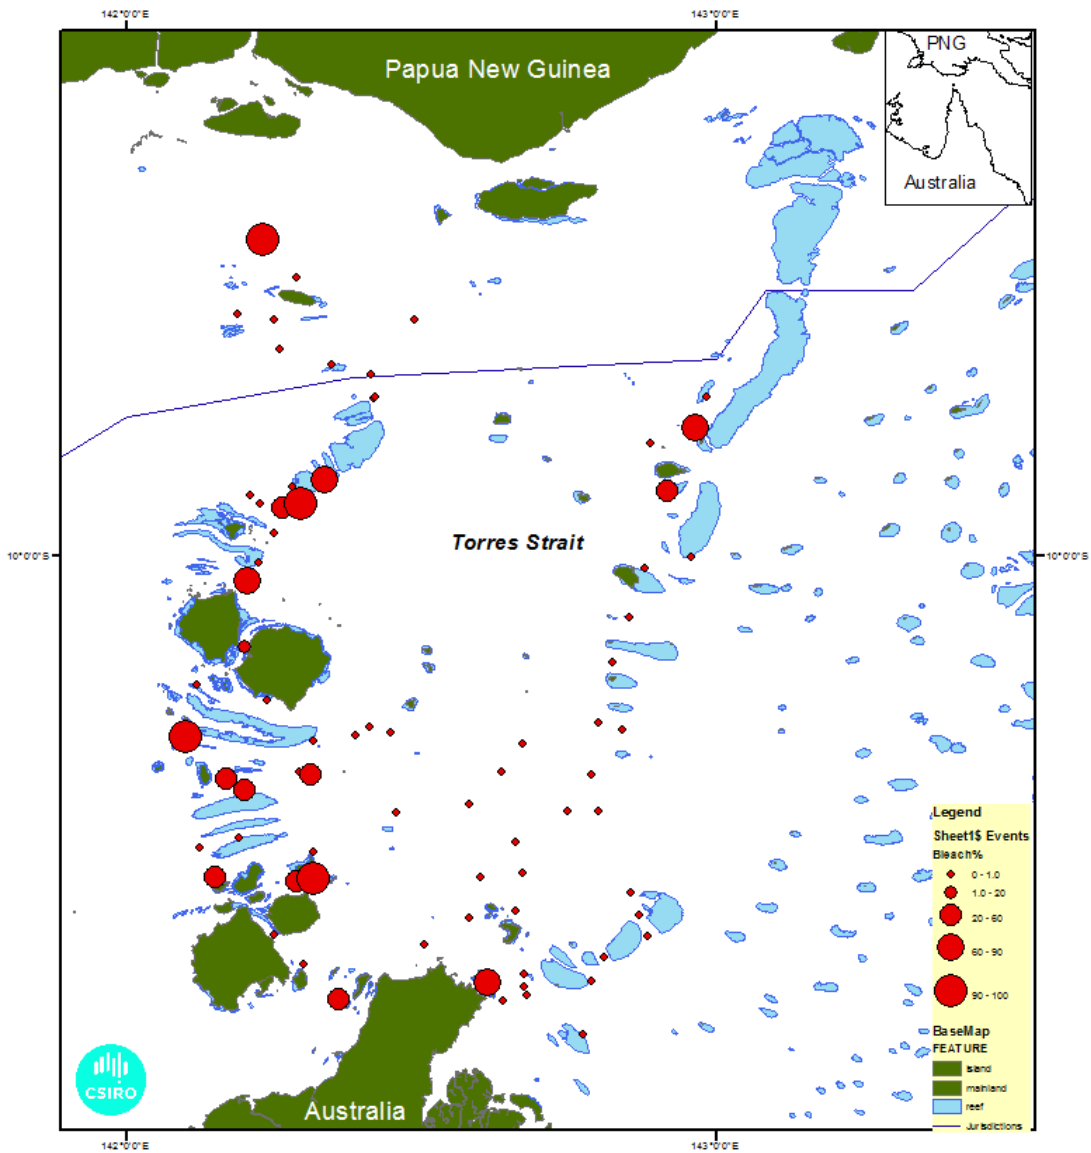 142°0'0"E
143°0'0"E
Papua New Guinea
PNG
Australia
Torres Strait
10°0'0"S
10°0'0"S
Legend
Sheet1$ Events
Bleach%
0 - 1.0
1.0 - 20
20 - 60
60 - 90
90 - 100
BaseMap
FEATURE
island
mainland
reef
Jurisdictions
CSIRO
Australia
142°0'0"E
143°0'0"E